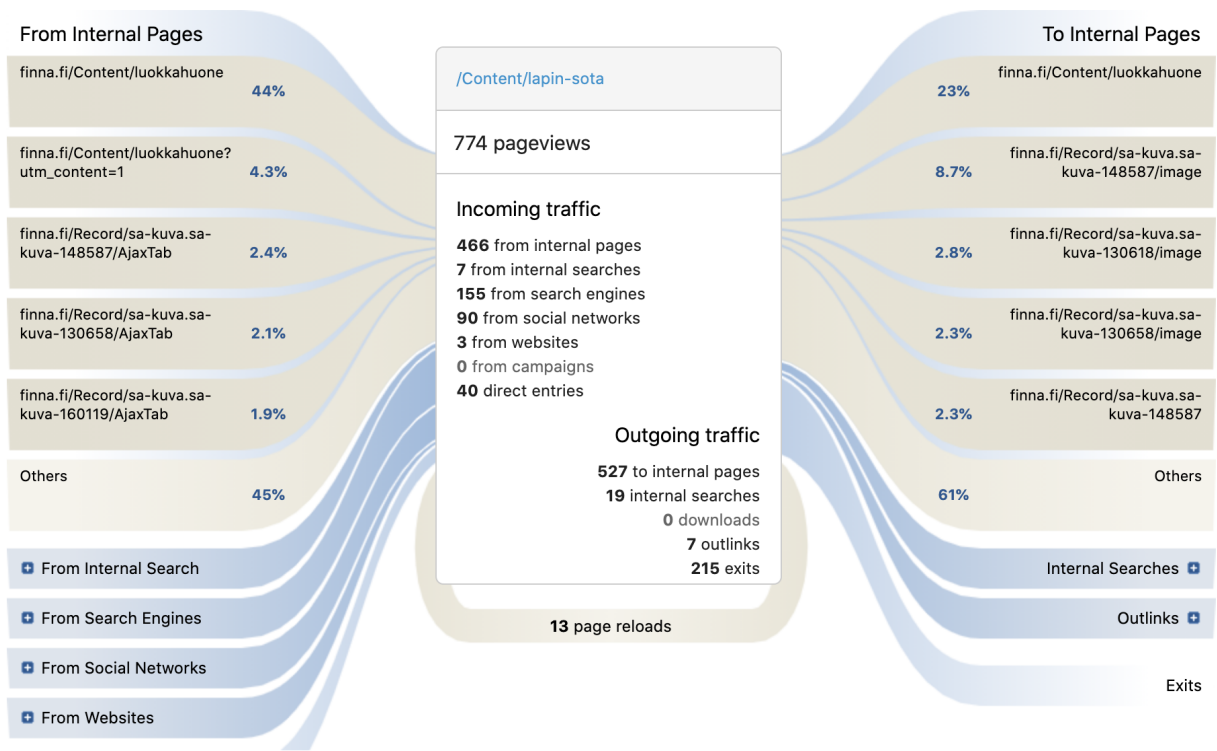 From Internal Pages
finna.fi/Content/luokkahuone
44%
finna.fi/Content/luokkahuone?
utm_content=1
4.3%
finna.fi/Record/sa-kuva.sa-
kuva-148587/AjaxTab
2.4%
finna.fi/Record/sa-kuva.sa-
kuva-130658/AjaxTab
2.1%
finna.fi/Record/sa-kuva.sa-
kuva-160119/AjaxTab
1.9%
Others
45%
From Internal Search
From Search Engines
From Social Networks
From Websites
/Content/lapin-sota
774 pageviews
Incoming traffic
466 from internal pages
7 from internal searches
155 from search engines
90 from social networks
3 from websites
0 from campaigns
40 direct entries
Outgoing traffic
527 to internal pages
19 internal searches
0 downloads
7 outlinks
215 exits
13 page reloads
To Internal Pages
finna.fi/Content/luokkahuone
23%
finna.fi/Record/sa-kuva.sa-
kuva-148587/image
8.7%
finna.fi/Record/sa-kuva.sa-
kuva-130618/image
2.8%
finna.fi/Record/sa-kuva.sa-
kuva-130658/image
2.3%
finna.fi/Record/sa-kuva.sa-
kuva-148587
2.3%
Others
61%
Internal Searches
Outlinks
Exits